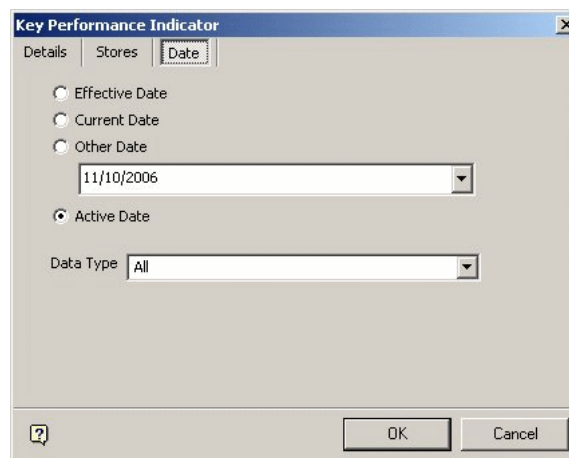 Key Performance Indicator
Details Stores Date
Effective Date
Current Date
Other Date
11/10/2006
Active Date
Data Type All
OK Cancel